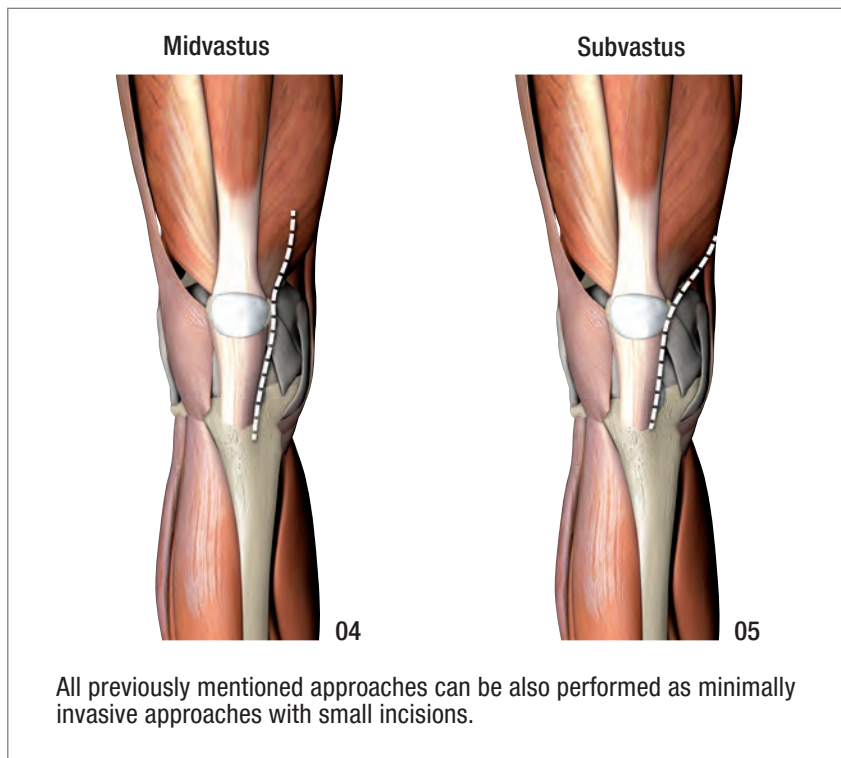 Midvastus
Subvastus
04
05
All previously mentioned approaches can be also performed as minimally
invasive approaches with small incisions.